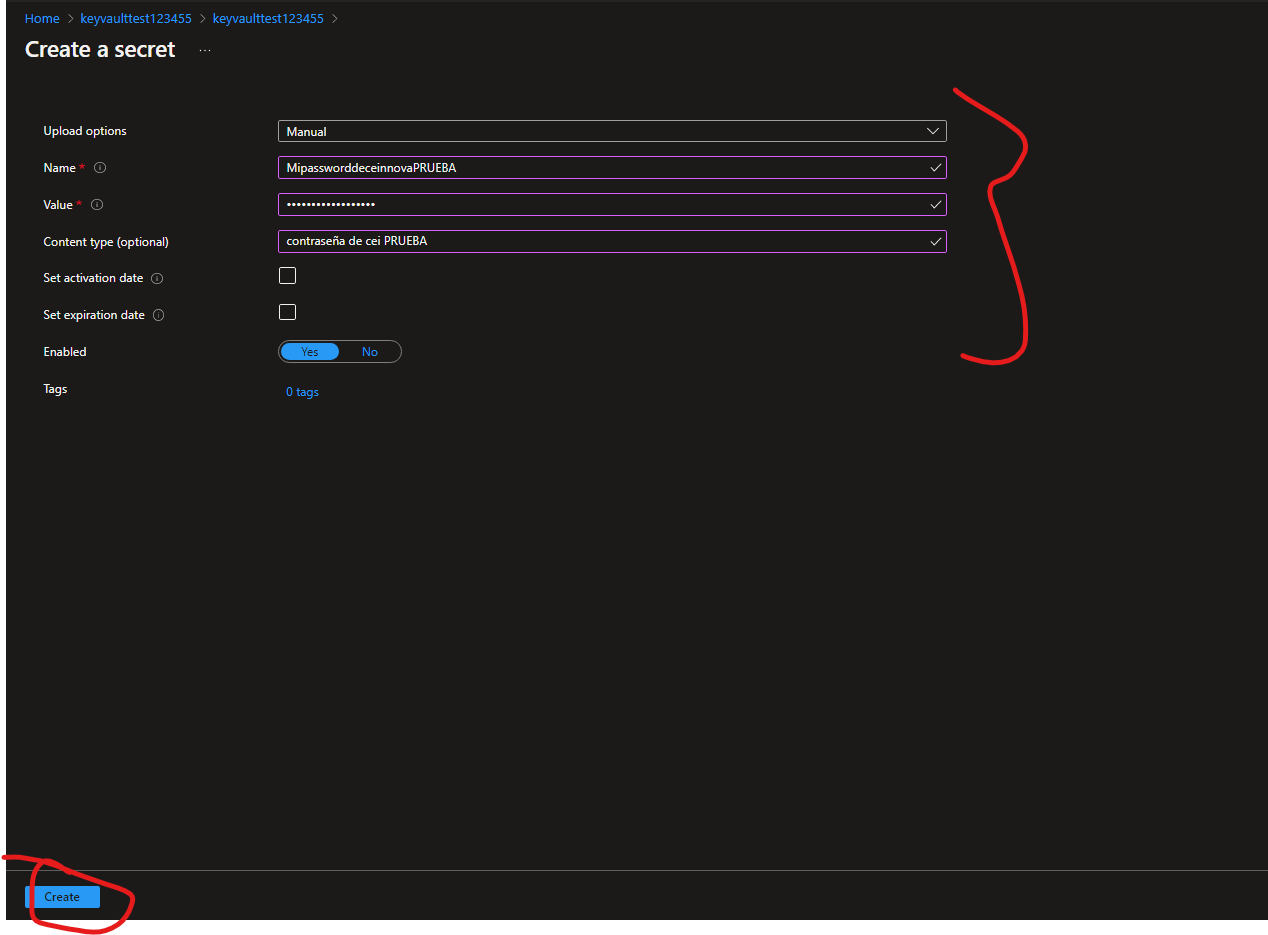 Home > keyvaulttest123455 > keyvaulttest123455 >
Create a secret ...
Upload options Manual
Name * MipassworddeceinnovaPRUEBA
Value * ••••••••••••••••••
Content type (optional) contraseña de cei PRUEBA
Set activation date
Set expiration date
Enabled Yes No
Tags 0 tags
Create